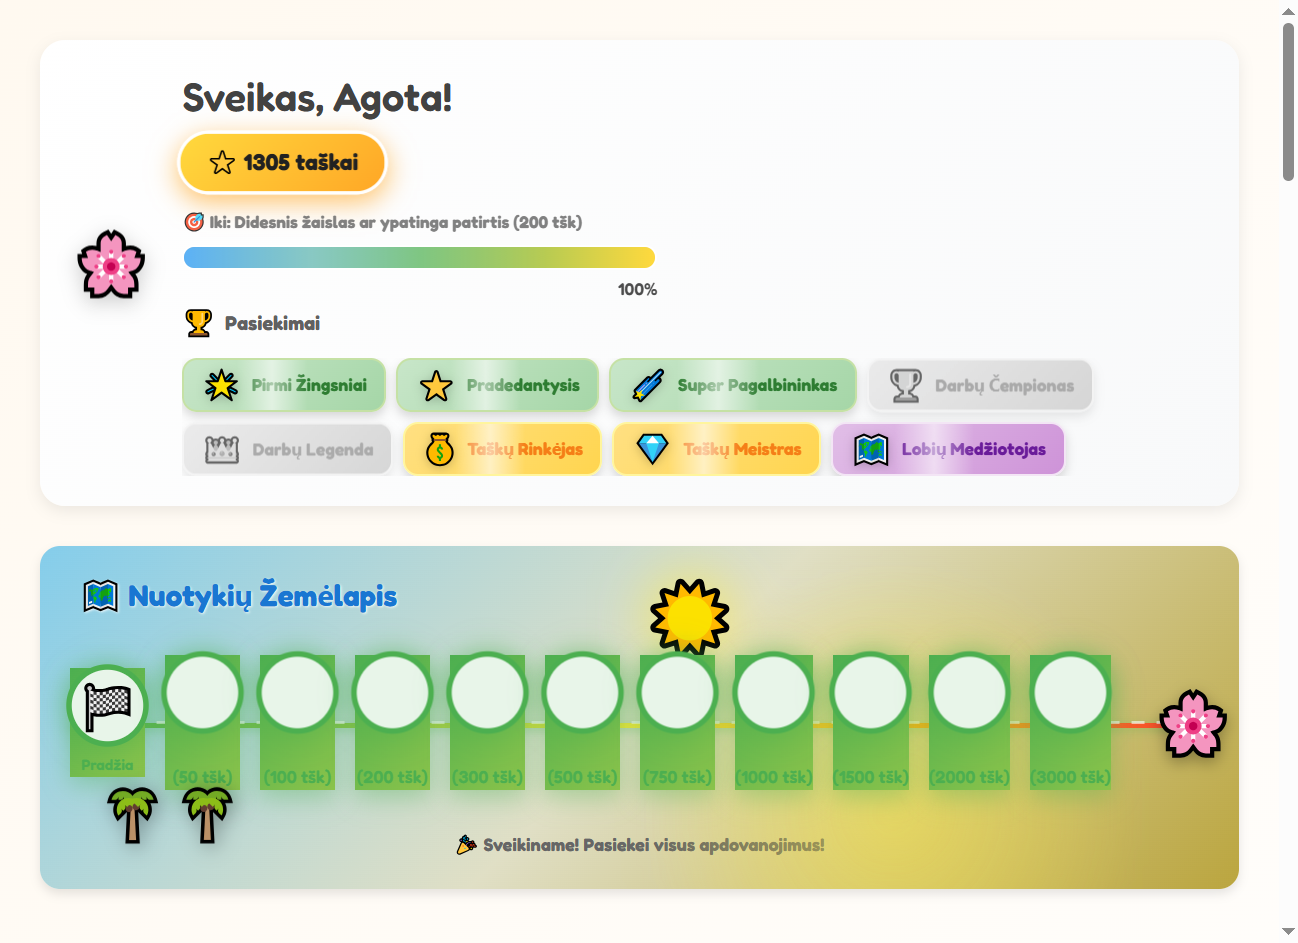 Sveikas, Agota!
1305 taškai
Iki: Didesnis žaislas ar ypatinga patirtis (200 tšk)
100%
Pasiekimai
Pirmi Žingsniai
Pradedantysis
Super Pagalbininkas
Darbų Čempionas
Darbų Legenda
Taškų Rinkėjas
Taškų Meistras
Lobių Medžiotojas
Nuotykių Žemėlapis
Pradžia
(50 tšk)
(100 tšk)
(200 tšk)
(300 tšk)
(500 tšk)
(750 tšk)
(1000 tšk)
(1500 tšk)
(2000 tšk)
(3000 tšk)
Sveikiname! Pasiekei visus apdovanojimus!